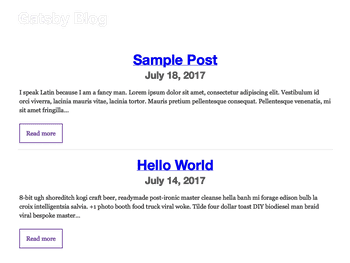 Gatsby Blog
Sample Post
July 18, 2017
I speak Latin because I am a fancy man. Lorem ipsum dolor sit amet, consectetur adipiscing elit. Vestibulum id
orci viverra, lacinia mauris vitae, lacinia tortor. Mauris pretium pellentesque consequat. Pellentesque venenatis, mi
sit amet fringilla...
Read more
Hello World
July 14, 2017
8-bit ugh shoreditch kogi craft beer, readymade post-ironic master cleanse hella banh mi forage edison bulb la
croix intelligentsia salvia. +1 photo booth food truck viral woke. Tilde four dollar toast DIY biodiesel man braid
viral bespoke master...
Read more